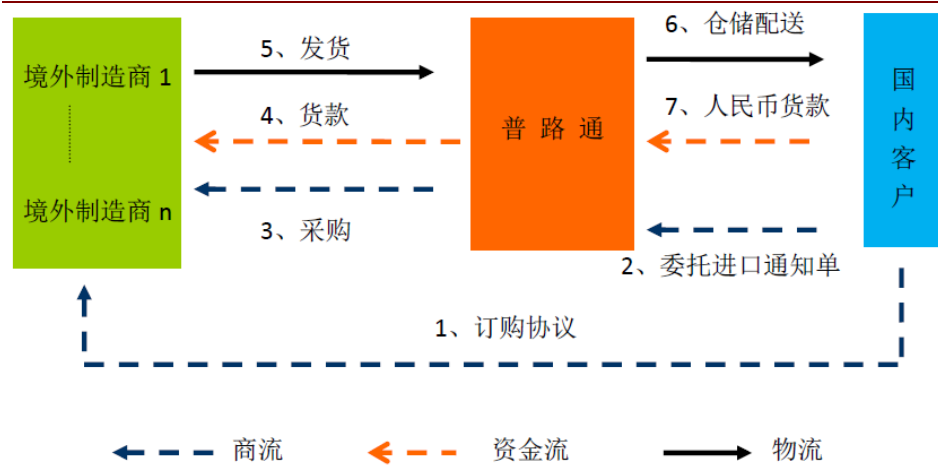 境外制造商 1
境外制造商 n
5、发货
4、货款
3、采购
普路通
6、仓储配送
7、人民币货款
2、委托进口通知单
国内客户
1、订购协议
商流
资金流
物流